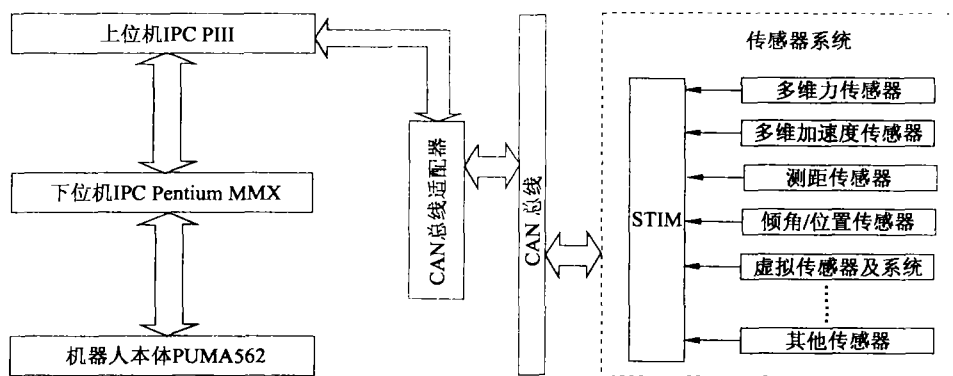 上位机IPC PIII
下位机IPC Pentium MMX
机器人本体PUMA562
CAN总线适配器
CAN 总线
传感器系统
STIM
多维力传感器
多维加速度传感器
测距传感器
倾角/位置传感器
虚拟传感器及系统
其他传感器